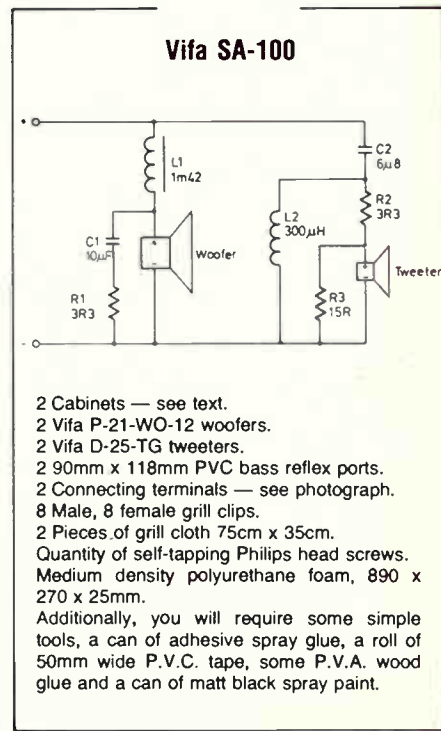 Vifa SA-100
+
L1
1m42
C2
6µ8
R2
3R3
C1
10µF
L2
300µH
Woofer
Tweeter
R1
3R3
R3
15R
-
2 Cabinets — see text.
2 Vifa P-21-WO-12 woofers.
2 Vifa D-25-TG tweeters.
2 90mm x 118mm PVC bass reflex ports.
2 Connecting terminals — see photograph.
8 Male, 8 female grill clips.
2 Pieces of grill cloth 75cm x 35cm.
Quantity of self-tapping Philips head screws.
Medium density polyurethane foam, 890 x
270 x 25mm.
Additionally, you will require some simple
tools, a can of adhesive spray glue, a roll of
50mm wide P.V.C. tape, some P.V.A. wood
glue and a can of matt black spray paint.